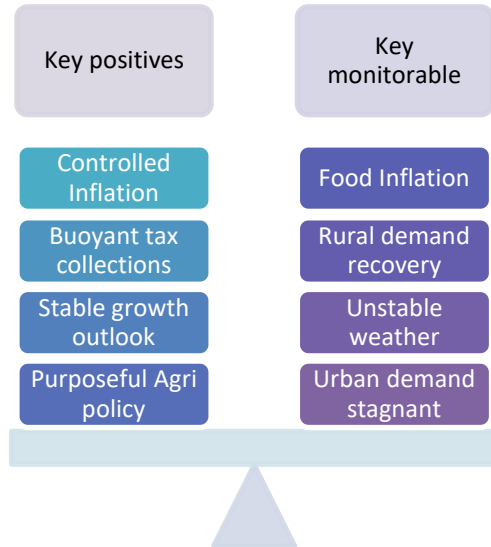 Key positives
Controlled
Inflation
Buoyant tax
collections
Stable growth
outlook
Purposeful Agri
policy
Key
monitorable
Food Inflation
Rural demand
recovery
Unstable
weather
Urban demand
stagnant